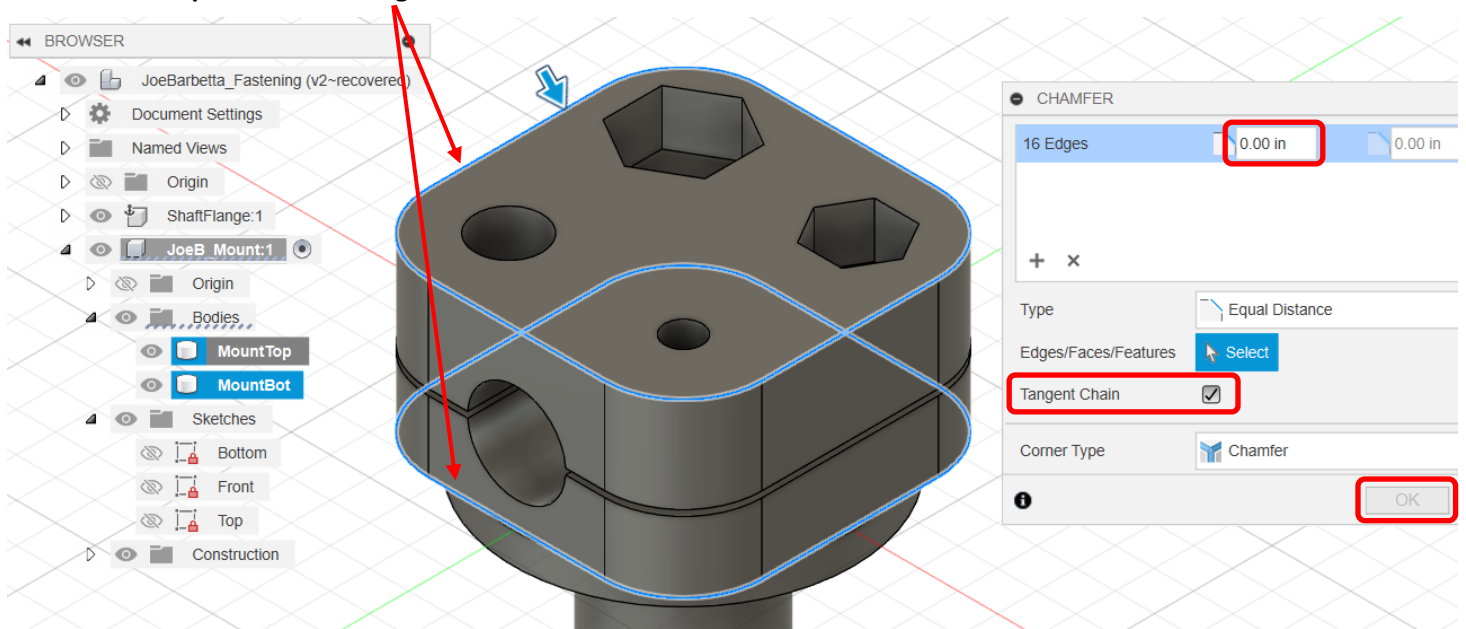 BROWSER
JoeBarbetta_Fastening (v2~recovered)
Document Settings
Named Views
Origin
ShaftFlange:1
JoeB_Mount:1
Origin
Bodies
MountTop
MountBot
Sketches
Bottom
Front
Top
Construction
CHAMFER
16 Edges 0.00 in 0.00 in
Type Equal Distance
Edges/Faces/Features Select
Tangent Chain
Corner Type Chamfer
OK